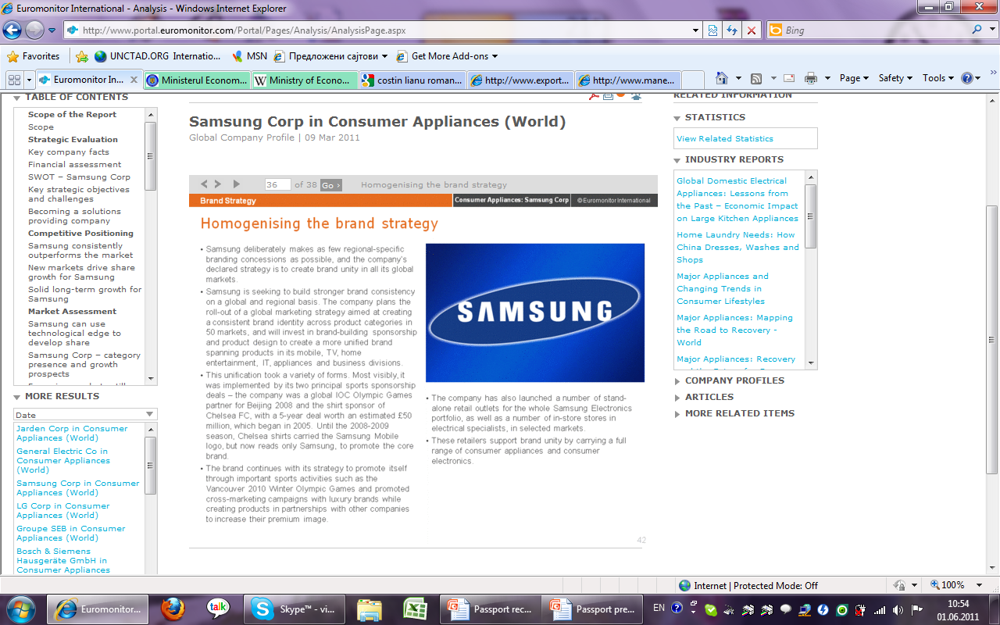 Euromonitor International - Analysis - Windows Internet Explorer
http://www.portal.euromonitor.com/Portal/Pages/Analysis/AnalysisPage.aspx
Bing
Favorites
UNCTAD.ORG Internatio...
MSN
Предложени сајтови
Get More Add-ons
Euromonitor In...
Ministerul Econom...
Ministry of Econo...
costin lianu roman...
http://www.export...
http://www.mane...
Page
Safety
Tools
TABLE OF CONTENTS
Scope of the Report
Scope
Strategic Evaluation
Key company facts
Financial assessment
SWOT – Samsung Corp
Key strategic objectives
and challenges
Becoming a solutions
providing company
Competitive Positioning
Samsung consistently
outperforms the market
New markets drive share
growth for Samsung
Solid long-term growth for
Samsung
Market Assessment
Samsung can use
technological edge to
develop share
Samsung Corp – category
presence and growth
prospects
MORE RESULTS
Date
Jarden Corp in Consumer
Appliances (World)
General Electric Co in
Consumer Appliances
(World)
Samsung Corp in Consumer
Appliances (World)
LG Corp in Consumer
Appliances (World)
Groupe SEB in Consumer
Appliances (World)
Bosch & Siemens
Hausgeräte GmbH in
Consumer Appliances
Samsung Corp in Consumer Appliances (World)
Global Company Profile | 09 Mar 2011
36 of 38 Go ›
Homogenising the brand strategy
Brand Strategy
Consumer Appliances: Samsung Corp
© Euromonitor International
Homogenising the brand strategy
• Samsung deliberately makes as few regional-specific
branding concessions as possible, and the company's
declared strategy is to create brand unity in all its global
markets.
• Samsung is seeking to build stronger brand consistency
on a global and regional basis. The company plans the
roll-out of a global marketing strategy aimed at creating
a consistent brand identity across product categories in
50 markets, and will invest in brand-building sponsorship
and product design to create a more unified brand
spanning products in its mobile, TV, home
entertainment, IT, appliances and business divisions.
• This unification took a variety of forms. Most visibly, it
was implemented by its two principal sports sponsorship
deals – the company was a global IOC Olympic Games
partner for Beijing 2008 and the shirt sponsor of
Chelsea FC, with a 5-year deal worth an estimated £50
million, which began in 2005. Until the 2008-2009
season, Chelsea shirts carried the Samsung Mobile
logo, but now reads only Samsung, to promote the core
brand.
• The brand continues with its strategy to promote itself
through important sports activities such as the
Vancouver 2010 Winter Olympic Games and promoted
cross-marketing campaigns with luxury brands while
creating products in partnerships with other companies
to increase their premium image.
SAMSUNG
• The company has also launched a number of stand-
alone retail outlets for the whole Samsung Electronics
portfolio, as well as a number of in-store stores in
electrical specialists, in selected markets.
• These retailers support brand unity by carrying a full
range of consumer appliances and consumer
electronics.
42
RELATED INFORMATION
STATISTICS
View Related Statistics
INDUSTRY REPORTS
Global Domestic Electrical
Appliances: Lessons from
the Past – Economic Impact
on Large Kitchen Appliances
Home Laundry Needs: How
China Dresses, Washes and
Shops
Major Appliances and
Changing Trends in
Consumer Lifestyles
Major Appliances: Mapping
the Road to Recovery -
World
Major Appliances: Recovery
COMPANY PROFILES
ARTICLES
MORE RELATED ITEMS
Internet | Protected Mode: Off
100%
Euromonitor...
talk
Skype™ - vi...
Passport rec...
Passport pre...
EN
10:54
01.06.2011